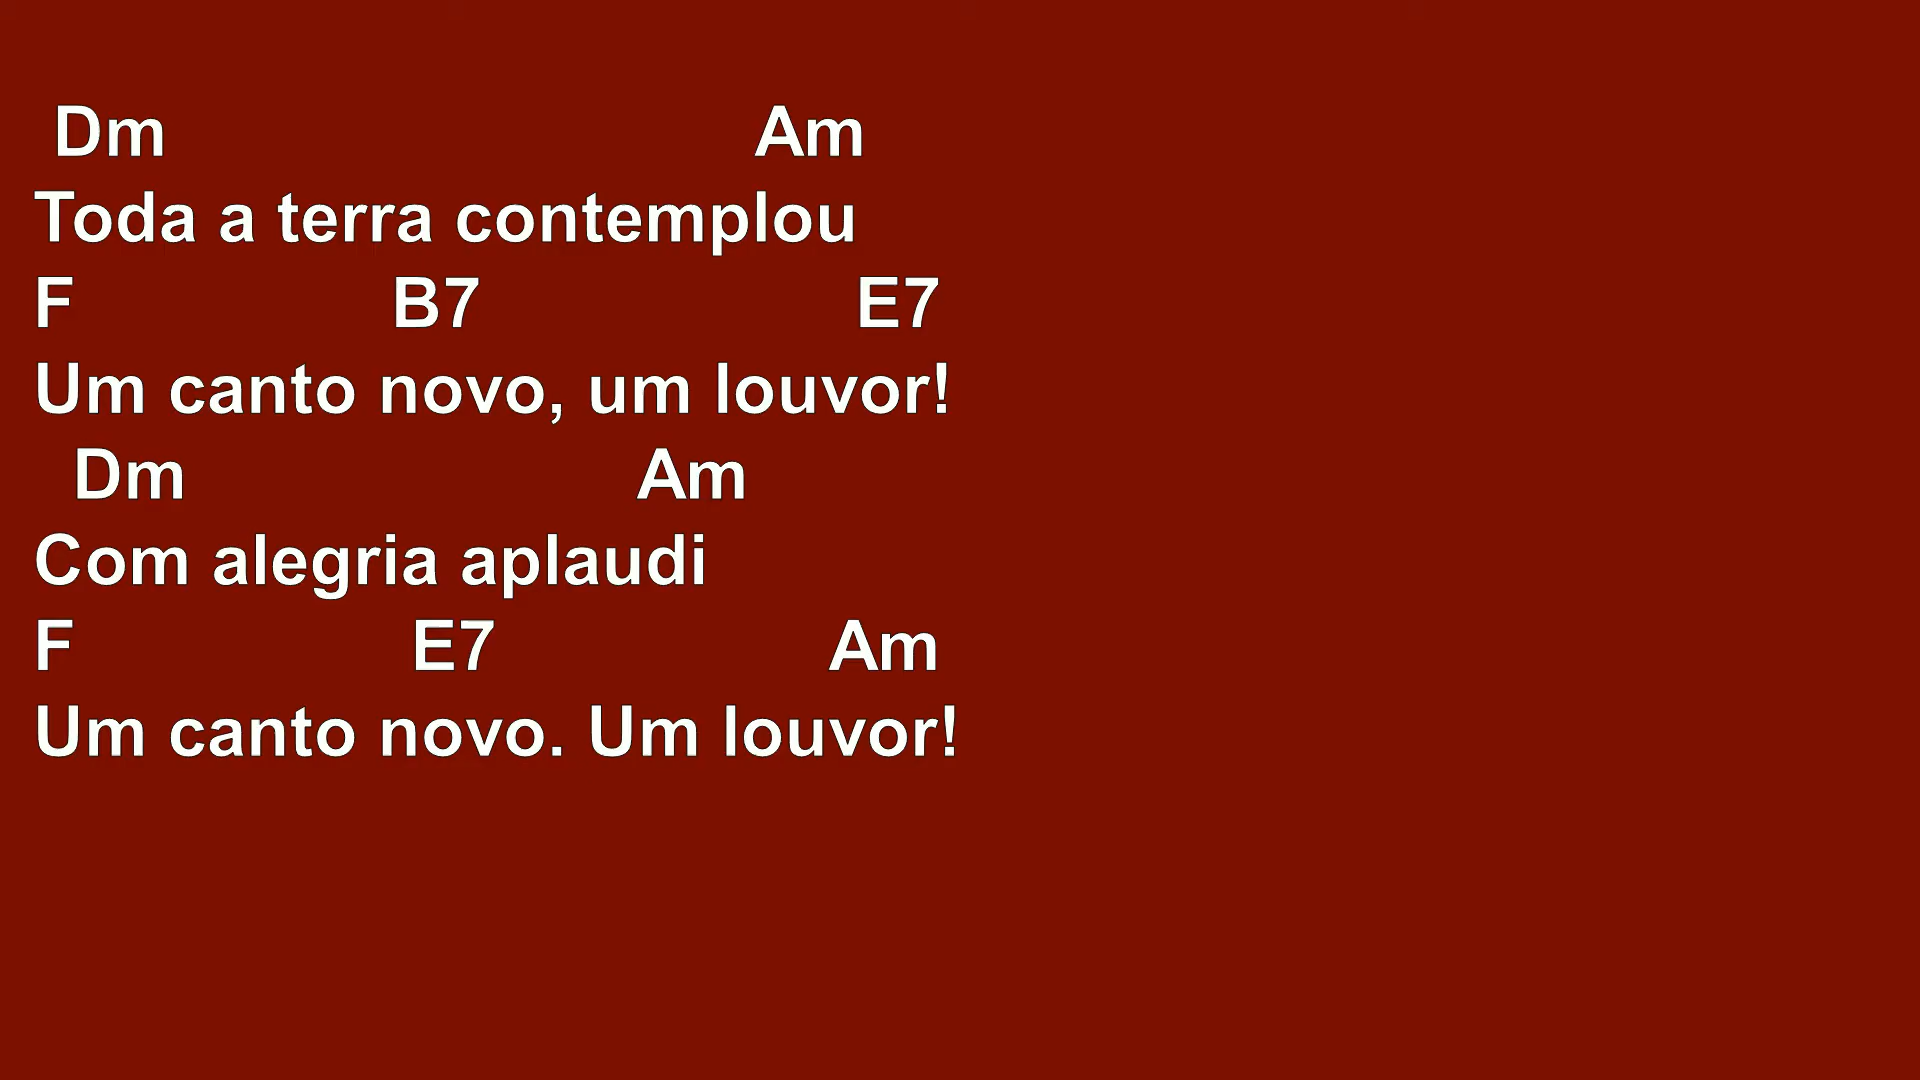 Dm Am
Toda a terra contemplou
F B7 E7
Um canto novo, um louvor!
Dm Am
Com alegria aplaudi
F E7 Am
Um canto novo. Um louvor!